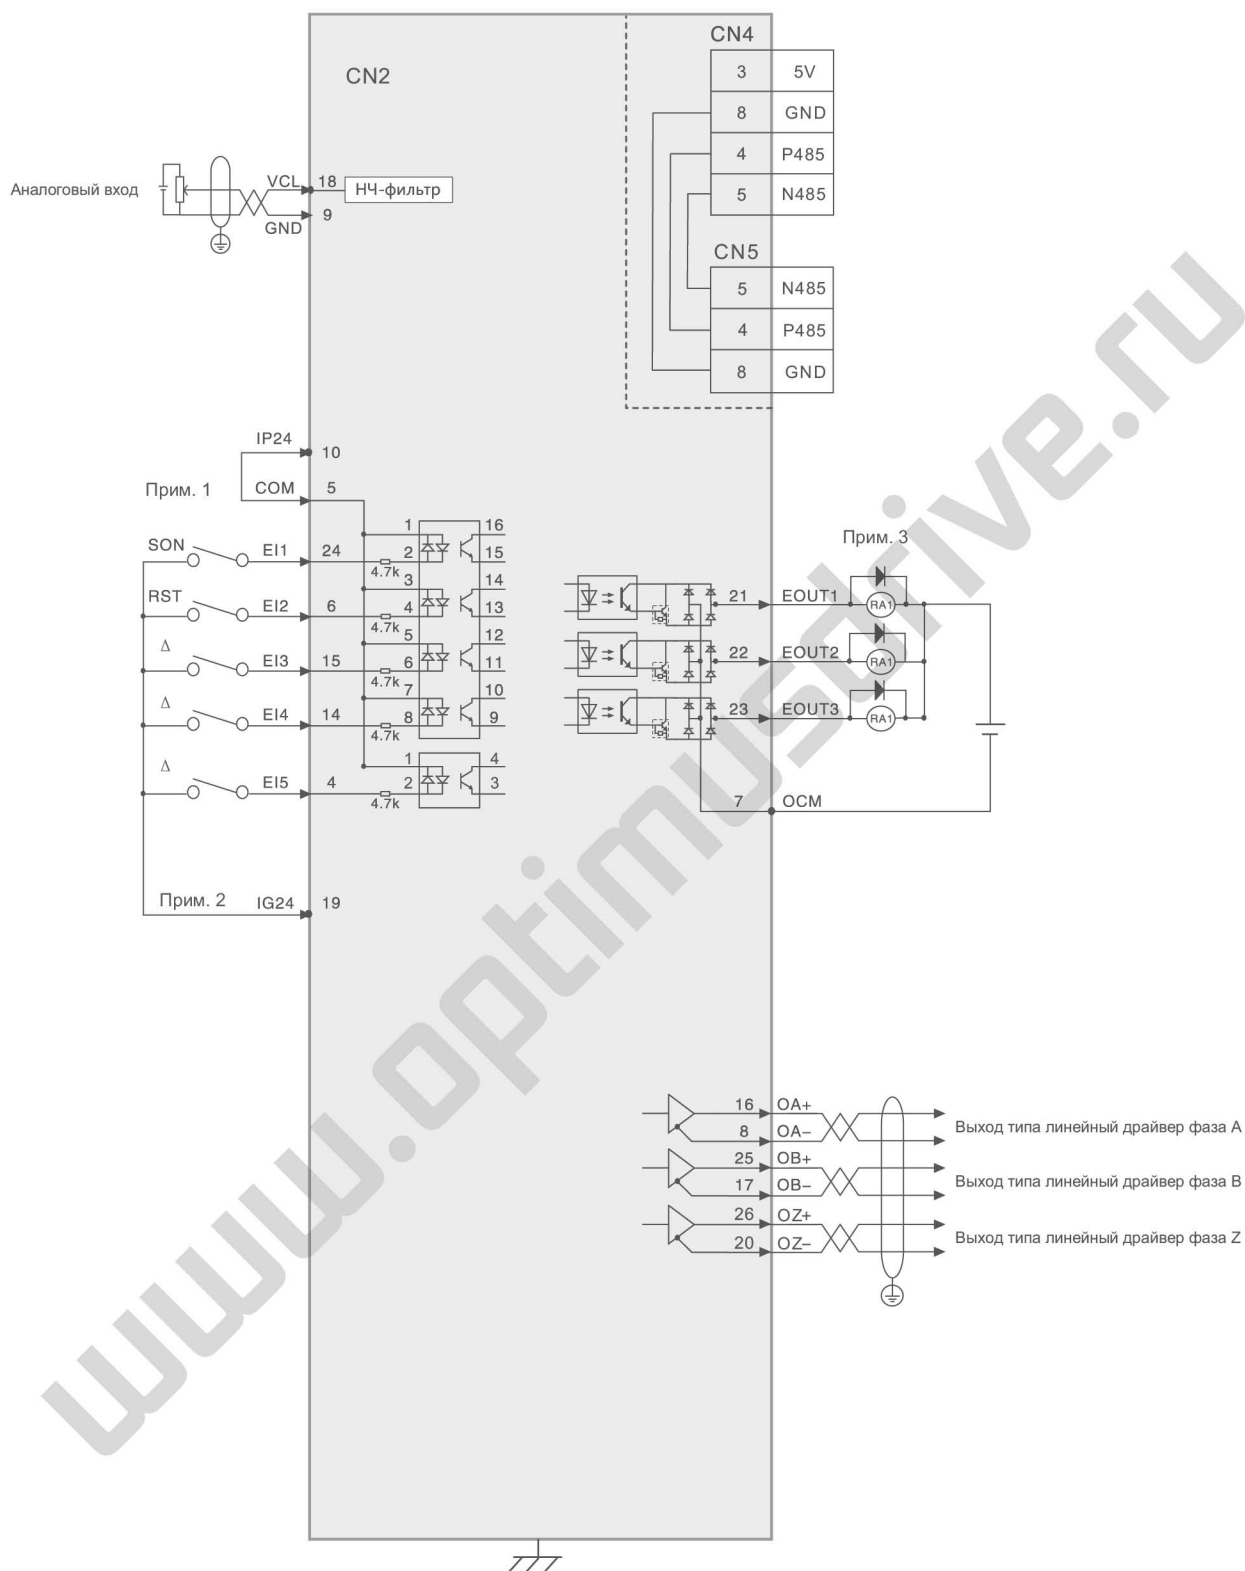 CN4
CN2
3 5V
8 GND
4 P485
5 N485
Аналоговый вход
VCL 18 НЧ-фильтр
GND 9
CN5
5 N485
4 P485
8 GND
IP24 10
Прим. 1
COM 5
SON EI1 24 4.7k 1 2 16 15
RST EI2 6 4.7k 3 4 14 13
Δ EI3 15 4.7k 5 6 12 11
Δ EI4 14 4.7k 7 8 10 9
Δ EI5 4 4.7k 1 2 4 3
Прим. 2 IG24 19
Прим. 3
21 EOUT1 RA1
22 EOUT2 RA1
23 EOUT3 RA1
7 OCM
16 OA+
8 OA−
Выход типа линейный драйвер фаза A
25 OB+
17 OB−
Выход типа линейный драйвер фаза B
26 OZ+
20 OZ−
Выход типа линейный драйвер фаза Z
www.optimusdrive.ru